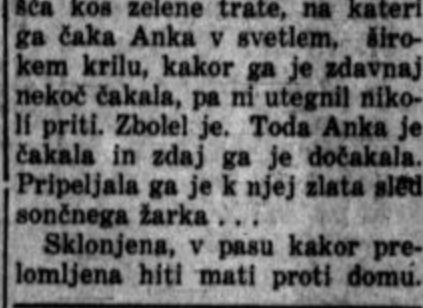 šča kos zelene trate, na kateri
ga čaka Anka v svetlem, širo-
kem krilu, kakor ga je zdavnaj
nekoč čakala, pa ni utegnil niko-
li priti. Zbolel je. Toda Anka je
čakala in zdaj ga je dočakala.
Pripeljala ga je k njej zlata sled
sončnega žarka . . .
Sklonjena, v pasu kakor pre-
lomljena hiti mati proti domu.